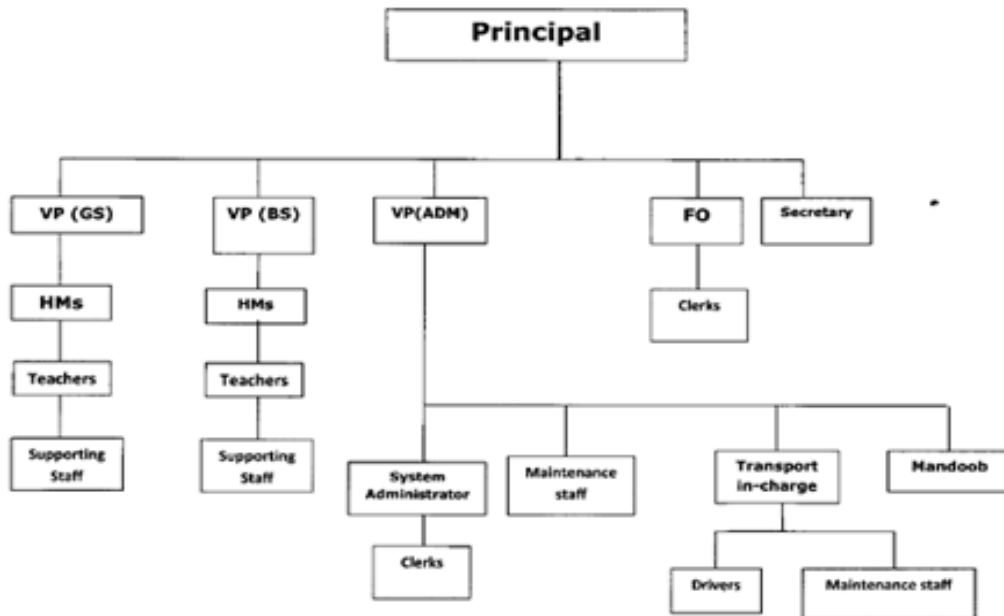 Principal
VP (GS)
VP (BS)
VP(ADM)
FO
Secretary
HMs
HMs
Clerks
Teachers
Teachers
Supporting
Staff
Supporting
Staff
System
Administrator
Maintenance
staff
Transport
in-charge
Mandoob
Clerks
Drivers
Maintenance staff